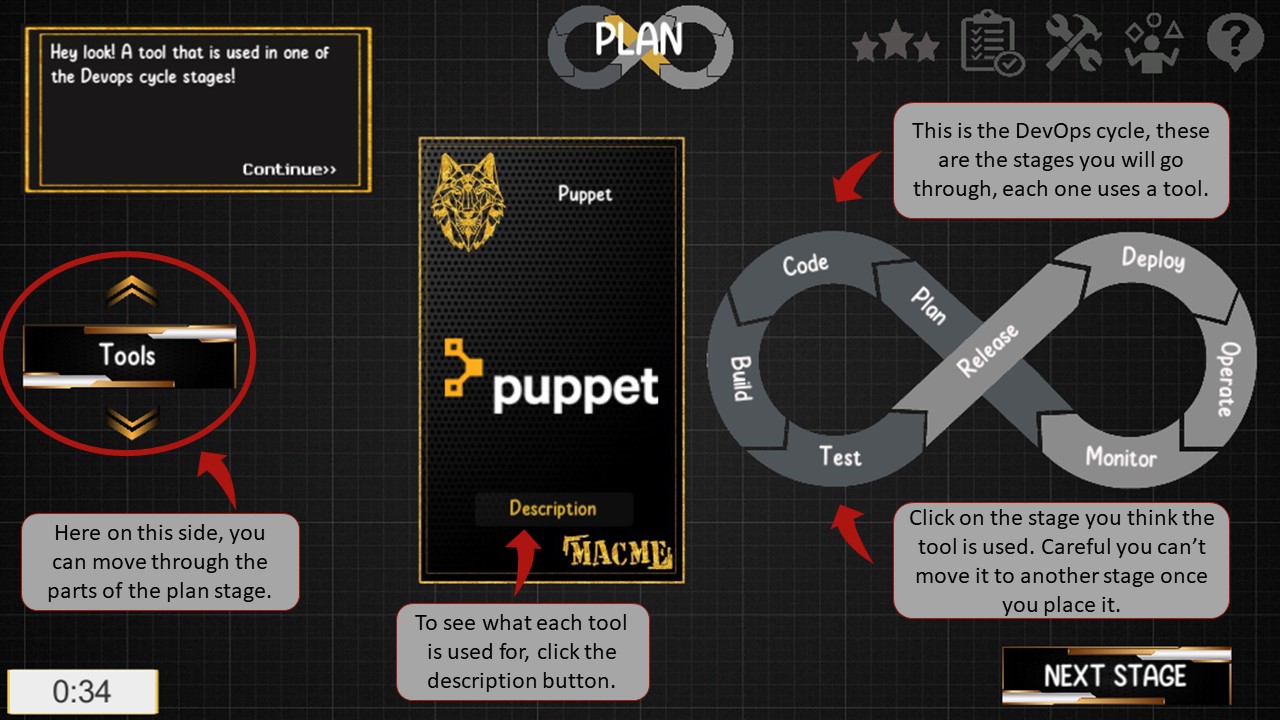 Hey look! A tool that is used in one of
the Devops cycle stages!
Continue>>
PLAN
This is the DevOps cycle, these
are the stages you will go
through, each one uses a tool.
Puppet
puppet
Description
MACME
Tools
Code
Plan
Build
Test
Release
Deploy
Operate
Monitor
Here on this side, you
can move through the
parts of the plan stage.
To see what each tool
is used for, click the
description button.
Click on the stage you think the
tool is used. Careful you can’t
move it to another stage once
you place it.
0:34
NEXT STAGE
?